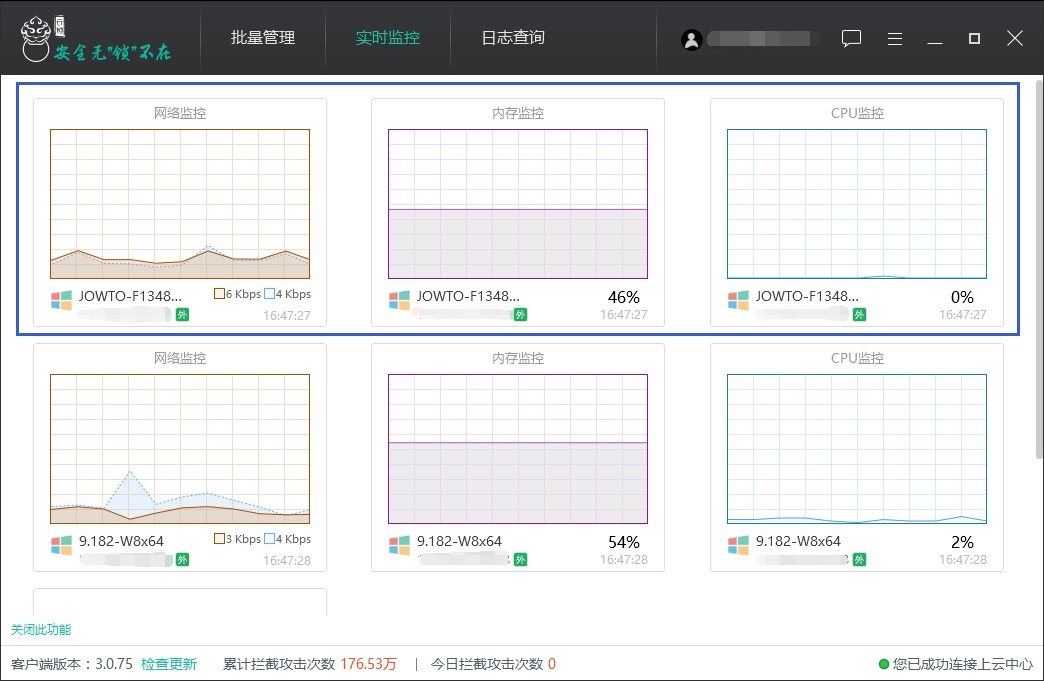 云锁
安全无"锁"不在
批量管理
实时监控
日志查询
网络监控
内存监控
CPU监控
JOWTO-F1348...
6 Kbps 4 Kbps
外
16:47:27
JOWTO-F1348...
46%
外
16:47:27
JOWTO-F1348...
0%
外
16:47:27
网络监控
内存监控
CPU监控
9.182-W8x64
3 Kbps 4 Kbps
外
16:47:28
9.182-W8x64
54%
外
16:47:28
9.182-W8x64
2%
外
16:47:28
关闭此功能
客户端版本：3.0.75 检查更新 累计拦截攻击次数 176.53万 | 今日拦截攻击次数 0
您已成功连接上云中心